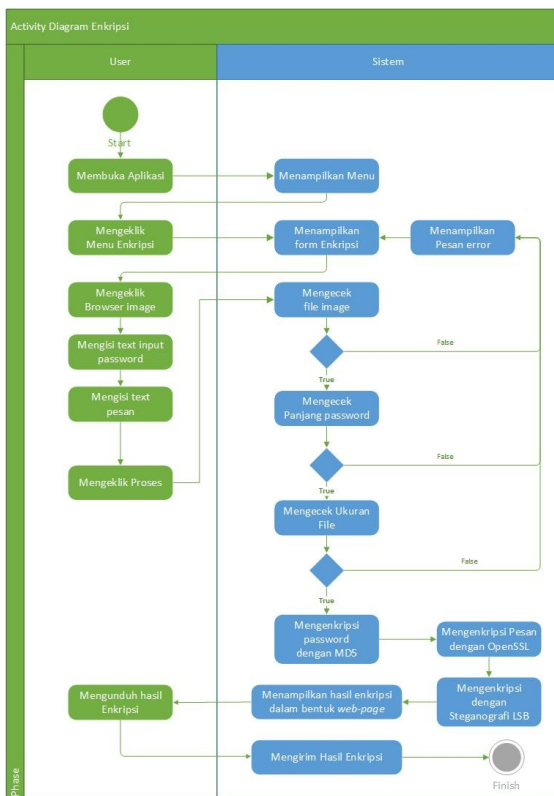 Activity Diagram Enkripsi
User
Sistem
Start
Membuka Aplikasi
Menampilkan Menu
Mengeklik
Menu Enkripsi
Menampilkan
form Enkripsi
Menampilkan
Pesan error
Mengeklik
Browser image
Mengecek
file image
Mengisi text input
password
False
True
Mengisi text
pesan
Mengecek
Panjang password
Mengeklik Proses
False
True
Mengecek Ukuran
File
False
True
Mengenkripsi
password
dengan MD5
Mengenkripsi Pesan
dengan OpenSSL
Mengenkripsi
dengan
Steganografi LSB
Menampilkan hasil enkripsi
dalam bentuk web-page
Mengunduh hasil
Enkripsi
Mengirim Hasil Enkripsi
Finish
Phase